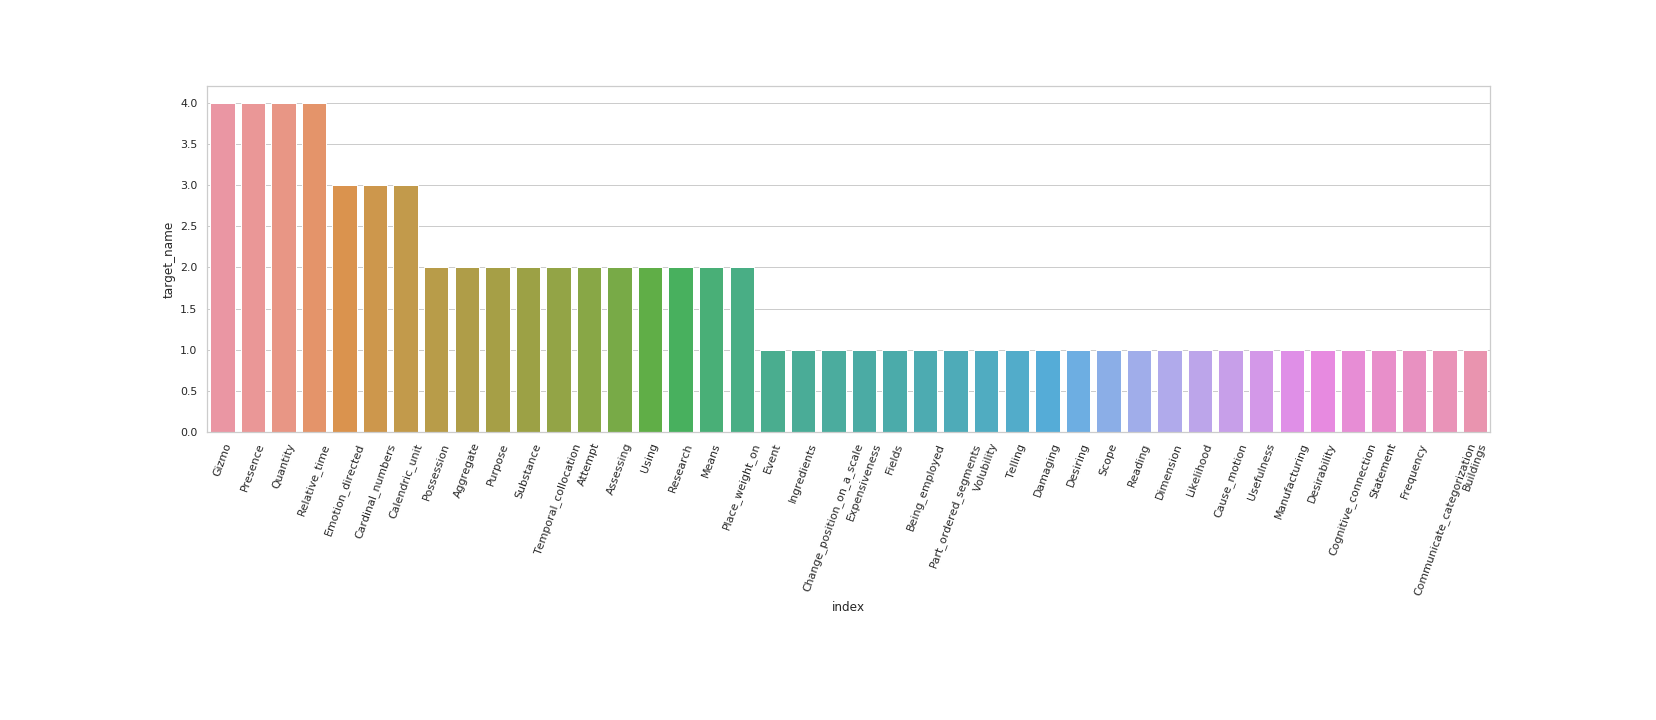 4.0
3.5
3.0
2.5
2.0
1.5
1.0
0.5
0.0
target_name
Gizmo
Presence
Quantity
Relative_time
Emotion_directed
Cardinal_numbers
Calendric_unit
Possession
Aggregate
Purpose
Substance
Temporal_collocation
Attempt
Assessing
Using
Research
Means
Place_weight_on
Event
Ingredients
Change_position_on_a_scale
Expensiveness
Fields
Being_employed
Part_ordered_segments
Volubility
Telling
Damaging
Desiring
Scope
Reading
Dimension
Likelihood
Cause_motion
Usefulness
Manufacturing
Desirability
Cognitive_connection
Statement
Frequency
Communicate_categorization
Buildings
index